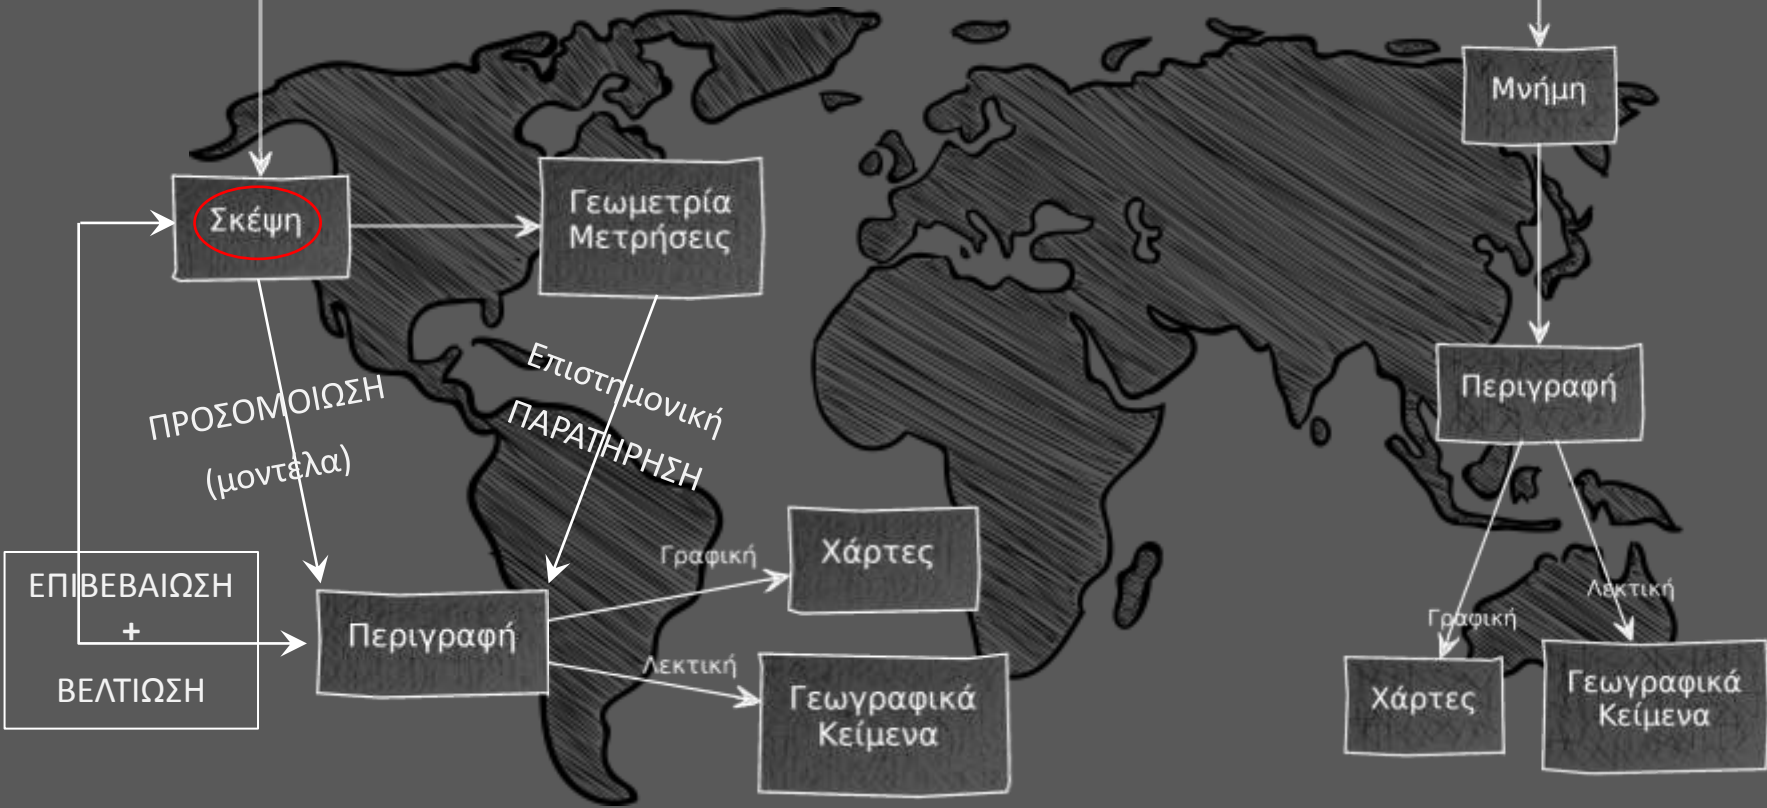 Μνήμη
Σκέψη
Γεωμετρία
Μετρήσεις
Επιστημονική
ΠΑΡΑΤΗΡΗΣΗ
ΠΡΟΣΟΜΟΙΩΣΗ
(μοντέλα)
Περιγραφή
Γραφική
Χάρτες
ΕΠΙΒΕΒΑΙΩΣΗ
+
ΒΕΛΤΙΩΣΗ
Περιγραφή
Λεκτική
Γεωγραφικά
Κείμενα
Λεκτική
Γραφική
Χάρτες
Γεωγραφικά
Κείμενα